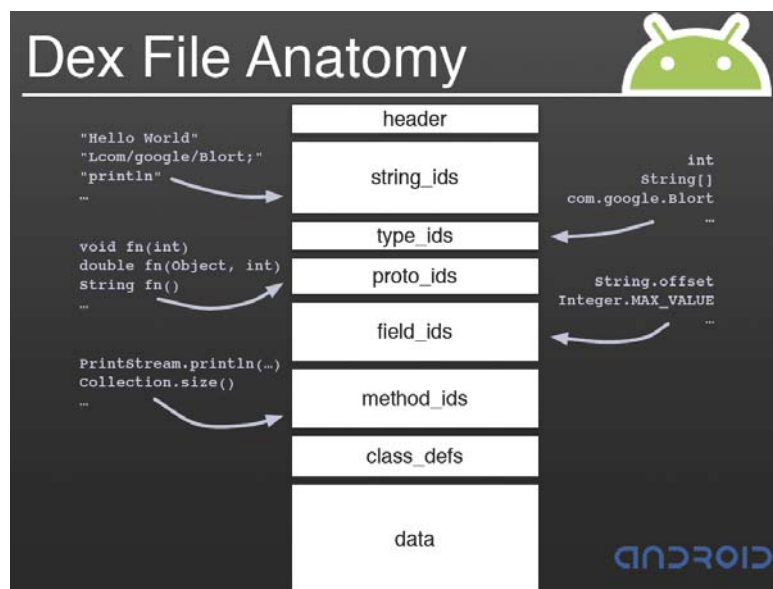 Dex File Anatomy
header
"Hello World"
"Lcom/google/Blort;"
"println"
…
string_ids
int
String[]
com.google.Blort
…
type_ids
void fn(int)
double fn(Object, int)
String fn()
…
proto_ids
String.offset
Integer.MAX_VALUE
…
field_ids
PrintStream.println(…)
Collection.size()
…
method_ids
class_defs
data
ANDROID